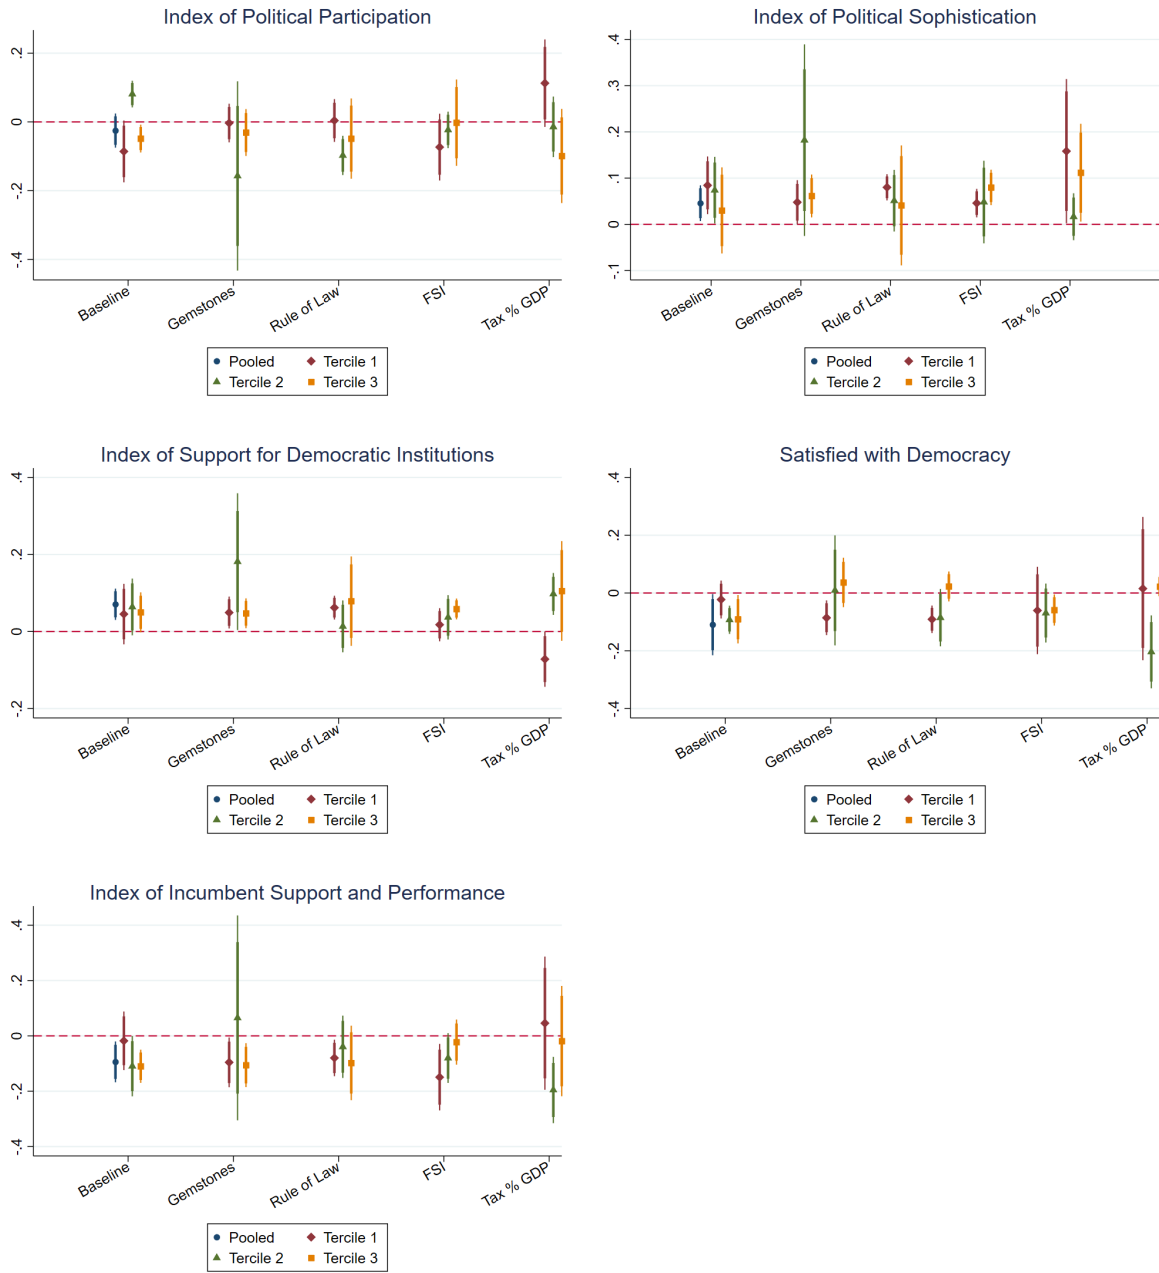 Index of Political Participation
.2
0
-.2
-.4
Baseline
Gemstones
Rule of Law
FSI
Tax % GDP
Pooled
Tercile 1
Tercile 2
Tercile 3
Index of Political Sophistication
.4
.3
.2
.1
0
-.1
Baseline
Gemstones
Rule of Law
FSI
Tax % GDP
Pooled
Tercile 1
Tercile 2
Tercile 3
Index of Support for Democratic Institutions
.4
.2
0
-.2
Baseline
Gemstones
Rule of Law
FSI
Tax % GDP
Pooled
Tercile 1
Tercile 2
Tercile 3
Satisfied with Democracy
.4
.2
0
-.2
-.4
Baseline
Gemstones
Rule of Law
FSI
Tax % GDP
Pooled
Tercile 1
Tercile 2
Tercile 3
Index of Incumbent Support and Performance
.4
.2
0
-.2
-.4
Baseline
Gemstones
Rule of Law
FSI
Tax % GDP
Pooled
Tercile 1
Tercile 2
Tercile 3